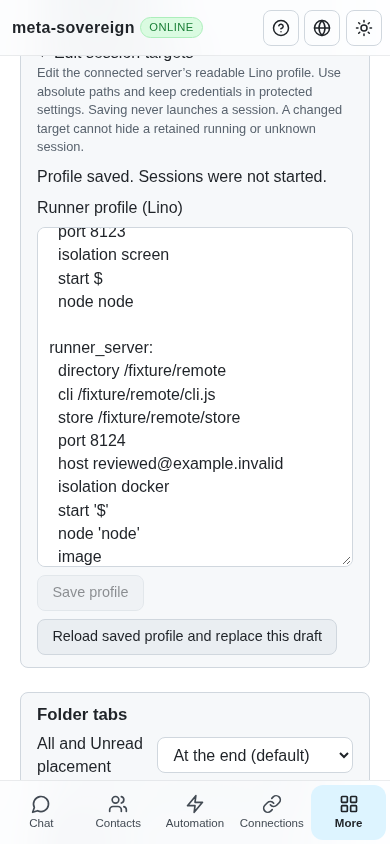 meta-sovereign ONLINE
Edit the connected server's readable Lino profile. Use
absolute paths and keep credentials in protected
settings. Saving never launches a session. A changed
target cannot hide a retained running or unknown
session.
Profile saved. Sessions were not started.
Runner profile (Lino)
port 8123
isolation screen
start $
node node
runner_server:
directory /fixture/remote
cli /fixture/remote/cli.js
store /fixture/remote/store
port 8124
host reviewed@example.invalid
isolation docker
start '$'
node 'node'
image
Save profile
Reload saved profile and replace this draft
Folder tabs
All and Unread
placement
At the end (default)
Chat
Contacts
Automation
Connections
More